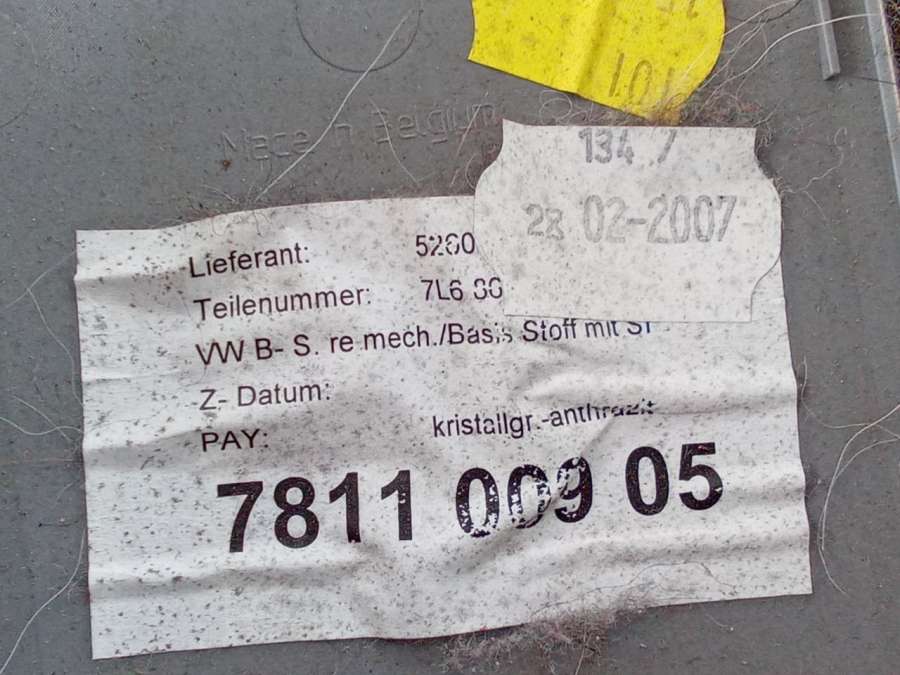 101
Made in Belgium
134 7
28 02-2007
Lieferant: 5260
Teilenummer: 7L6
VW B- S. re mech./Basis Stoff mit SI
Z- Datum:
PAY: kristallgr.-anthrazit
7811 009 05